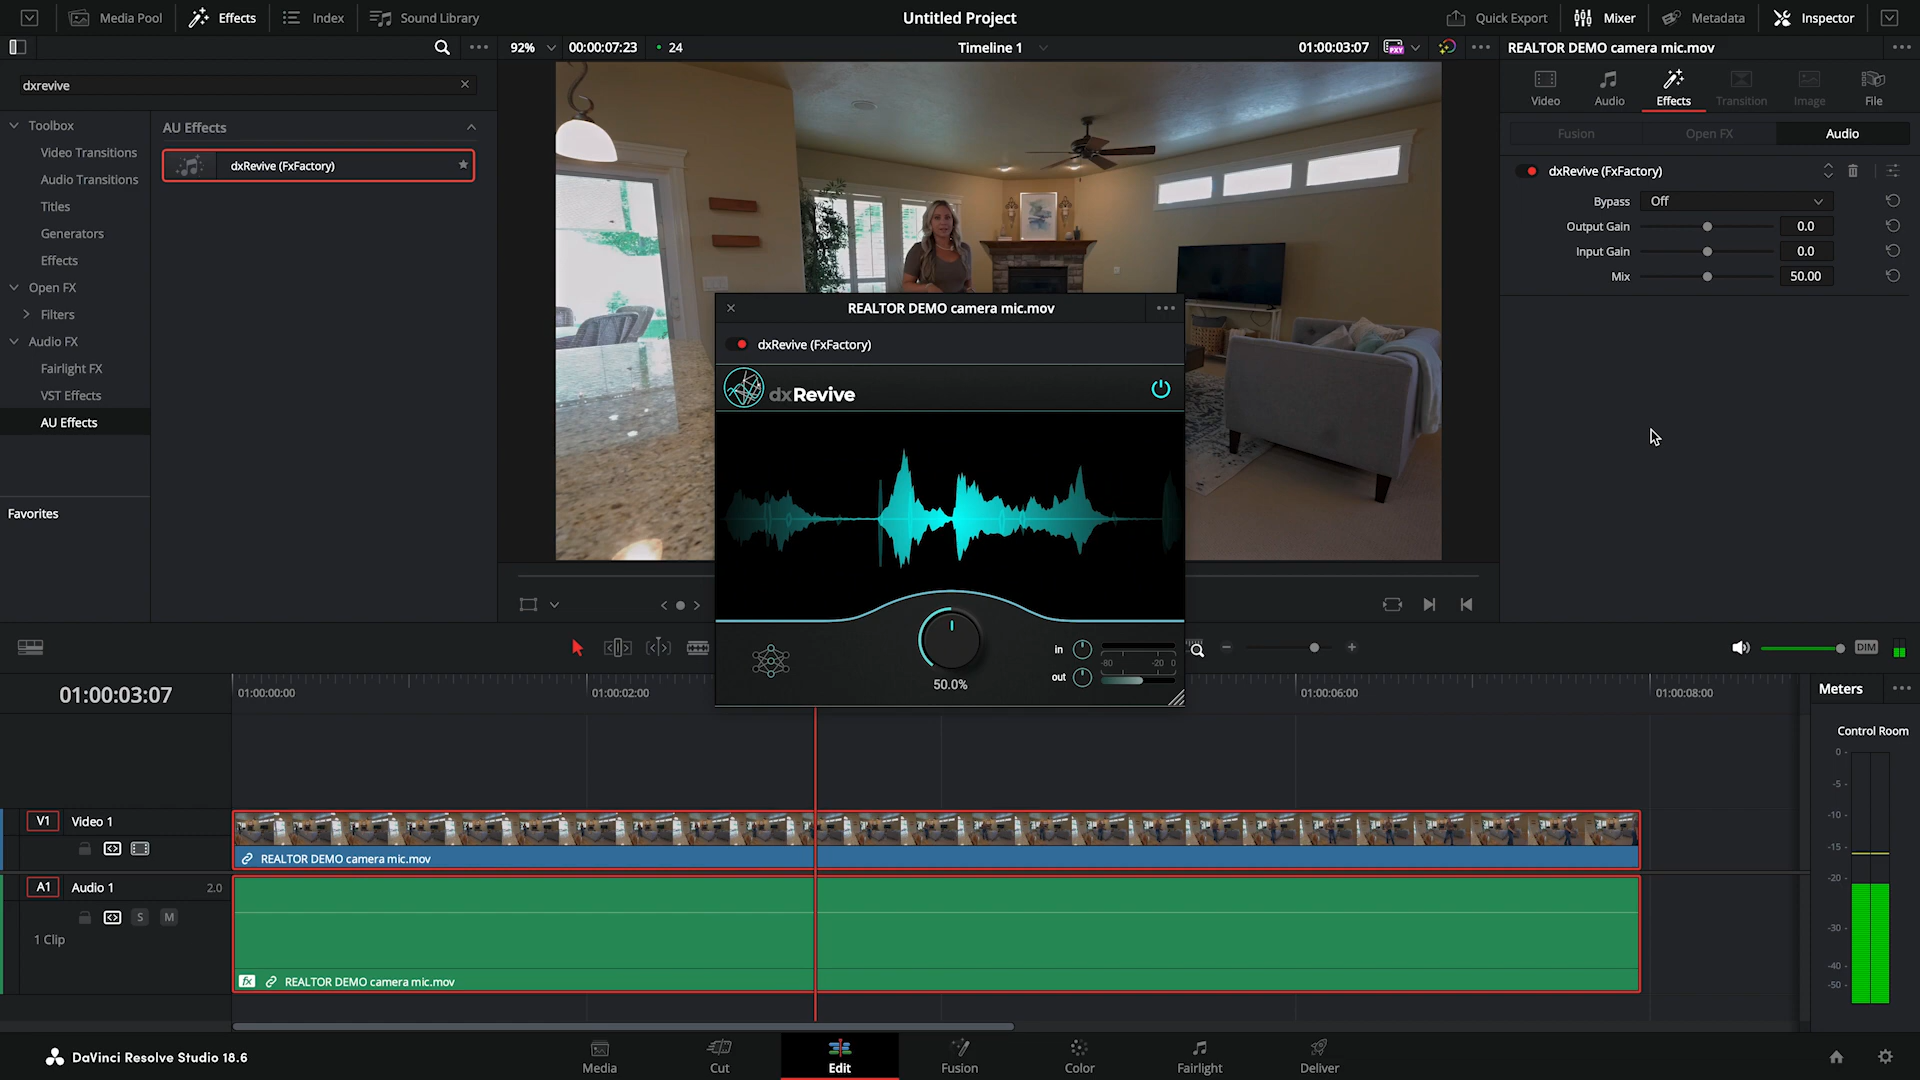 Media Pool
Effects
Index
Sound Library
Untitled Project
Quick Export
Mixer
Metadata
Inspector
92%
00:00:07:23
24
Timeline 1
01:00:03:07
PXY
REALTOR DEMO camera mic.mov
dxrevive
Toolbox
Video Transitions
Audio Transitions
Titles
Generators
Effects
Open FX
Filters
Audio FX
Fairlight FX
VST Effects
AU Effects
Favorites
AU Effects
dxRevive (FxFactory)
Video
Audio
Effects
Transition
Image
File
Fusion
Open FX
Audio
dxRevive (FxFactory)
Bypass Off
Output Gain 0.0
Input Gain 0.0
Mix 50.00
REALTOR DEMO camera mic.mov
dxRevive (FxFactory)
dxRevive
50.0%
in
-80 -20 0
out
DIM
01:00:03:07
01:00:00:00
01:00:02:00
01:00:06:00
01:00:08:00
Meters
Control Room
0
-5
-10
-15
-20
-30
-40
-50
V1
Video 1
REALTOR DEMO camera mic.mov
A1
Audio 1
2.0
S
M
1 Clip
fx
REALTOR DEMO camera mic.mov
DaVinci Resolve Studio 18.6
Media
Cut
Edit
Fusion
Color
Fairlight
Deliver